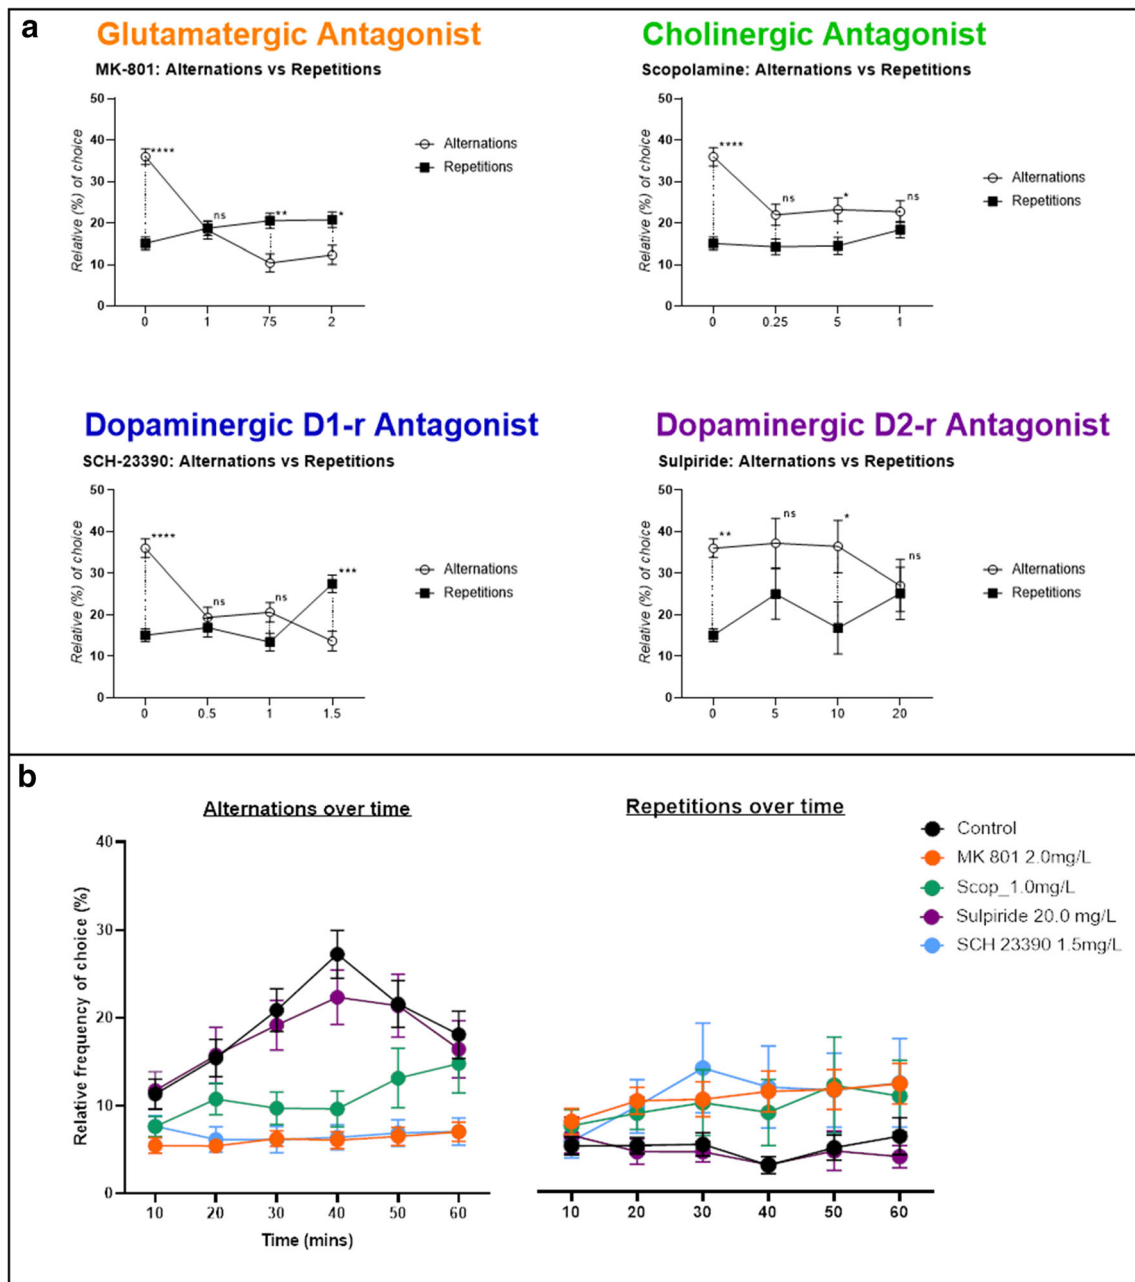 a
Glutamatergic Antagonist
MK-801: Alternations vs Repetitions
Relative (%) of choice
50
40
30
20
10
0
****
ns
**
*
0 1 75 2
Alternations
Repetitions
Cholinergic Antagonist
Scopolamine: Alternations vs Repetitions
Relative (%) of choice
50
40
30
20
10
0
****
ns
*
ns
0 0.25 5 1
Alternations
Repetitions
Dopaminergic D1-r Antagonist
SCH-23390: Alternations vs Repetitions
Relative (%) of choice
50
40
30
20
10
0
****
ns
ns
***
0 0.5 1 1.5
Alternations
Repetitions
Dopaminergic D2-r Antagonist
Sulpiride: Alternations vs Repetitions
Relative (%) of choice
50
40
30
20
10
0
**
ns
*
ns
0 5 10 20
Alternations
Repetitions
b
Alternations over time
Relative frequency of choice (%)
40
30
20
10
0
10 20 30 40 50 60
Time (mins)
Repetitions over time
10 20 30 40 50 60
Control
MK 801 2.0mg/L
Scop_1.0mg/L
Sulpiride 20.0 mg/L
SCH 23390 1.5mg/L